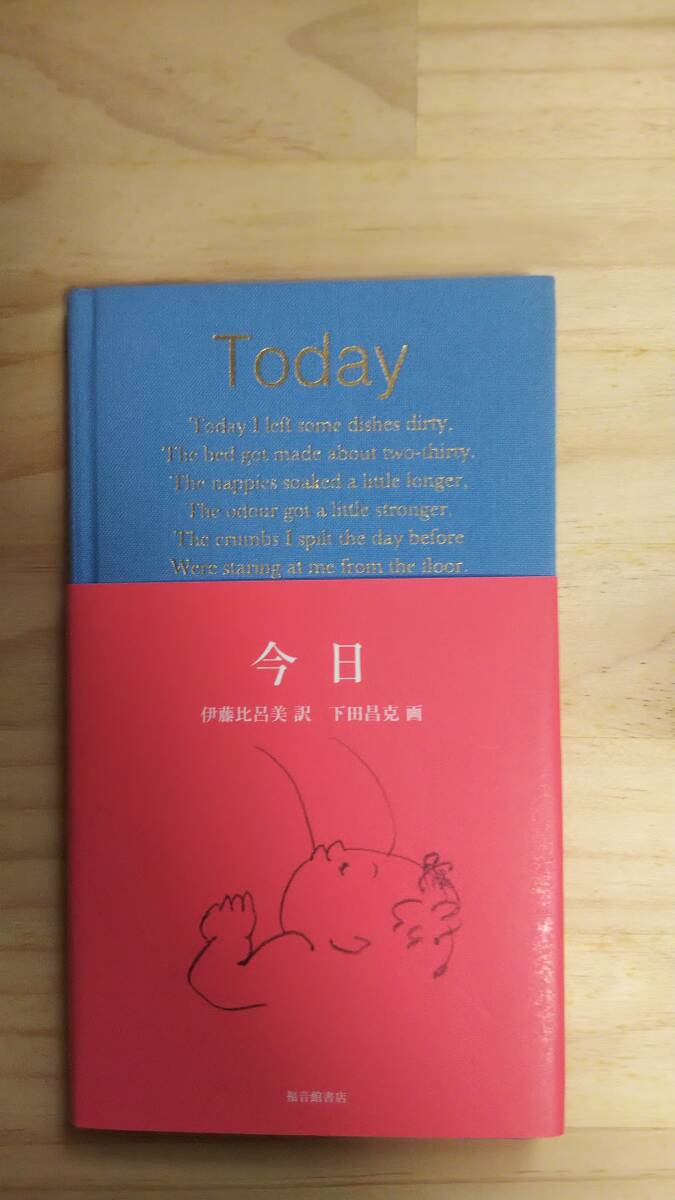 Today
Today I left some dishes dirty,
The bed got made about two-thirty.
The nappies soaked a little longer,
The odour got a little stronger.
The crumbs I spilt the day before
Were staring at me from the floor.
今日
伊藤比呂美 訳 下田昌克 画
福音館書店